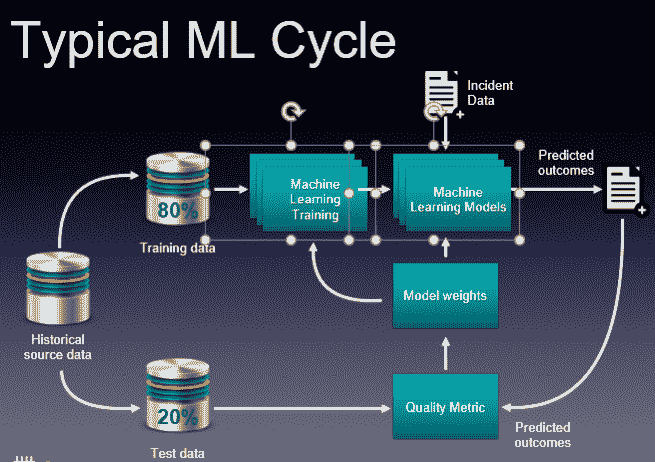 Typical ML Cycle
Incident
Data
Predicted
outcomes
80%
Machine
Learning
Training
Machine
Learning Models
Training data
Model weights
Historical
source data
20%
Quality Metric
Predicted
outcomes
Test data